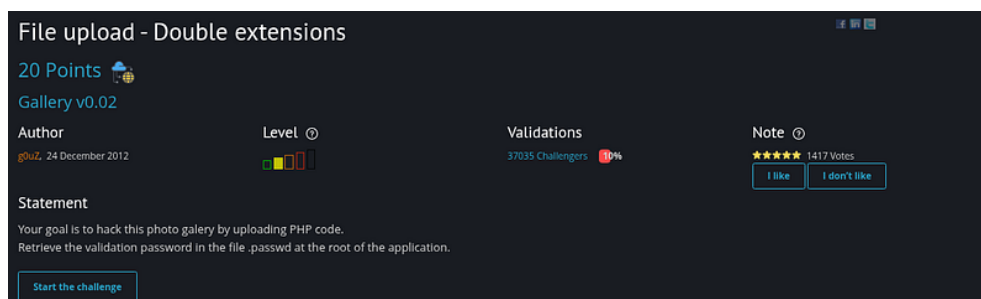 File upload - Double extensions
20 Points
Gallery v0.02
Author
Level
Validations
Note
g0uZ, 24 December 2012
37035 Challengers 10%
1417 Votes
I like
I don't like
Statement
Your goal is to hack this photo galery by uploading PHP code.
Retrieve the validation password in the file .passwd at the root of the application.
Start the challenge